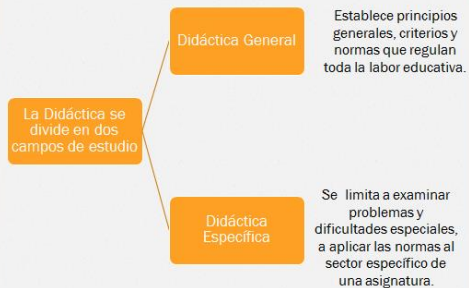 Didáctica General
Establece principios
generales, criterios y
normas que regulan
toda la labor educativa.
La Didáctica se
divide en dos
campos de estudio
Didáctica
Específica
Se limita a examinar
problemas y
dificultades especiales,
a aplicar las normas al
sector específico de
una asignatura.